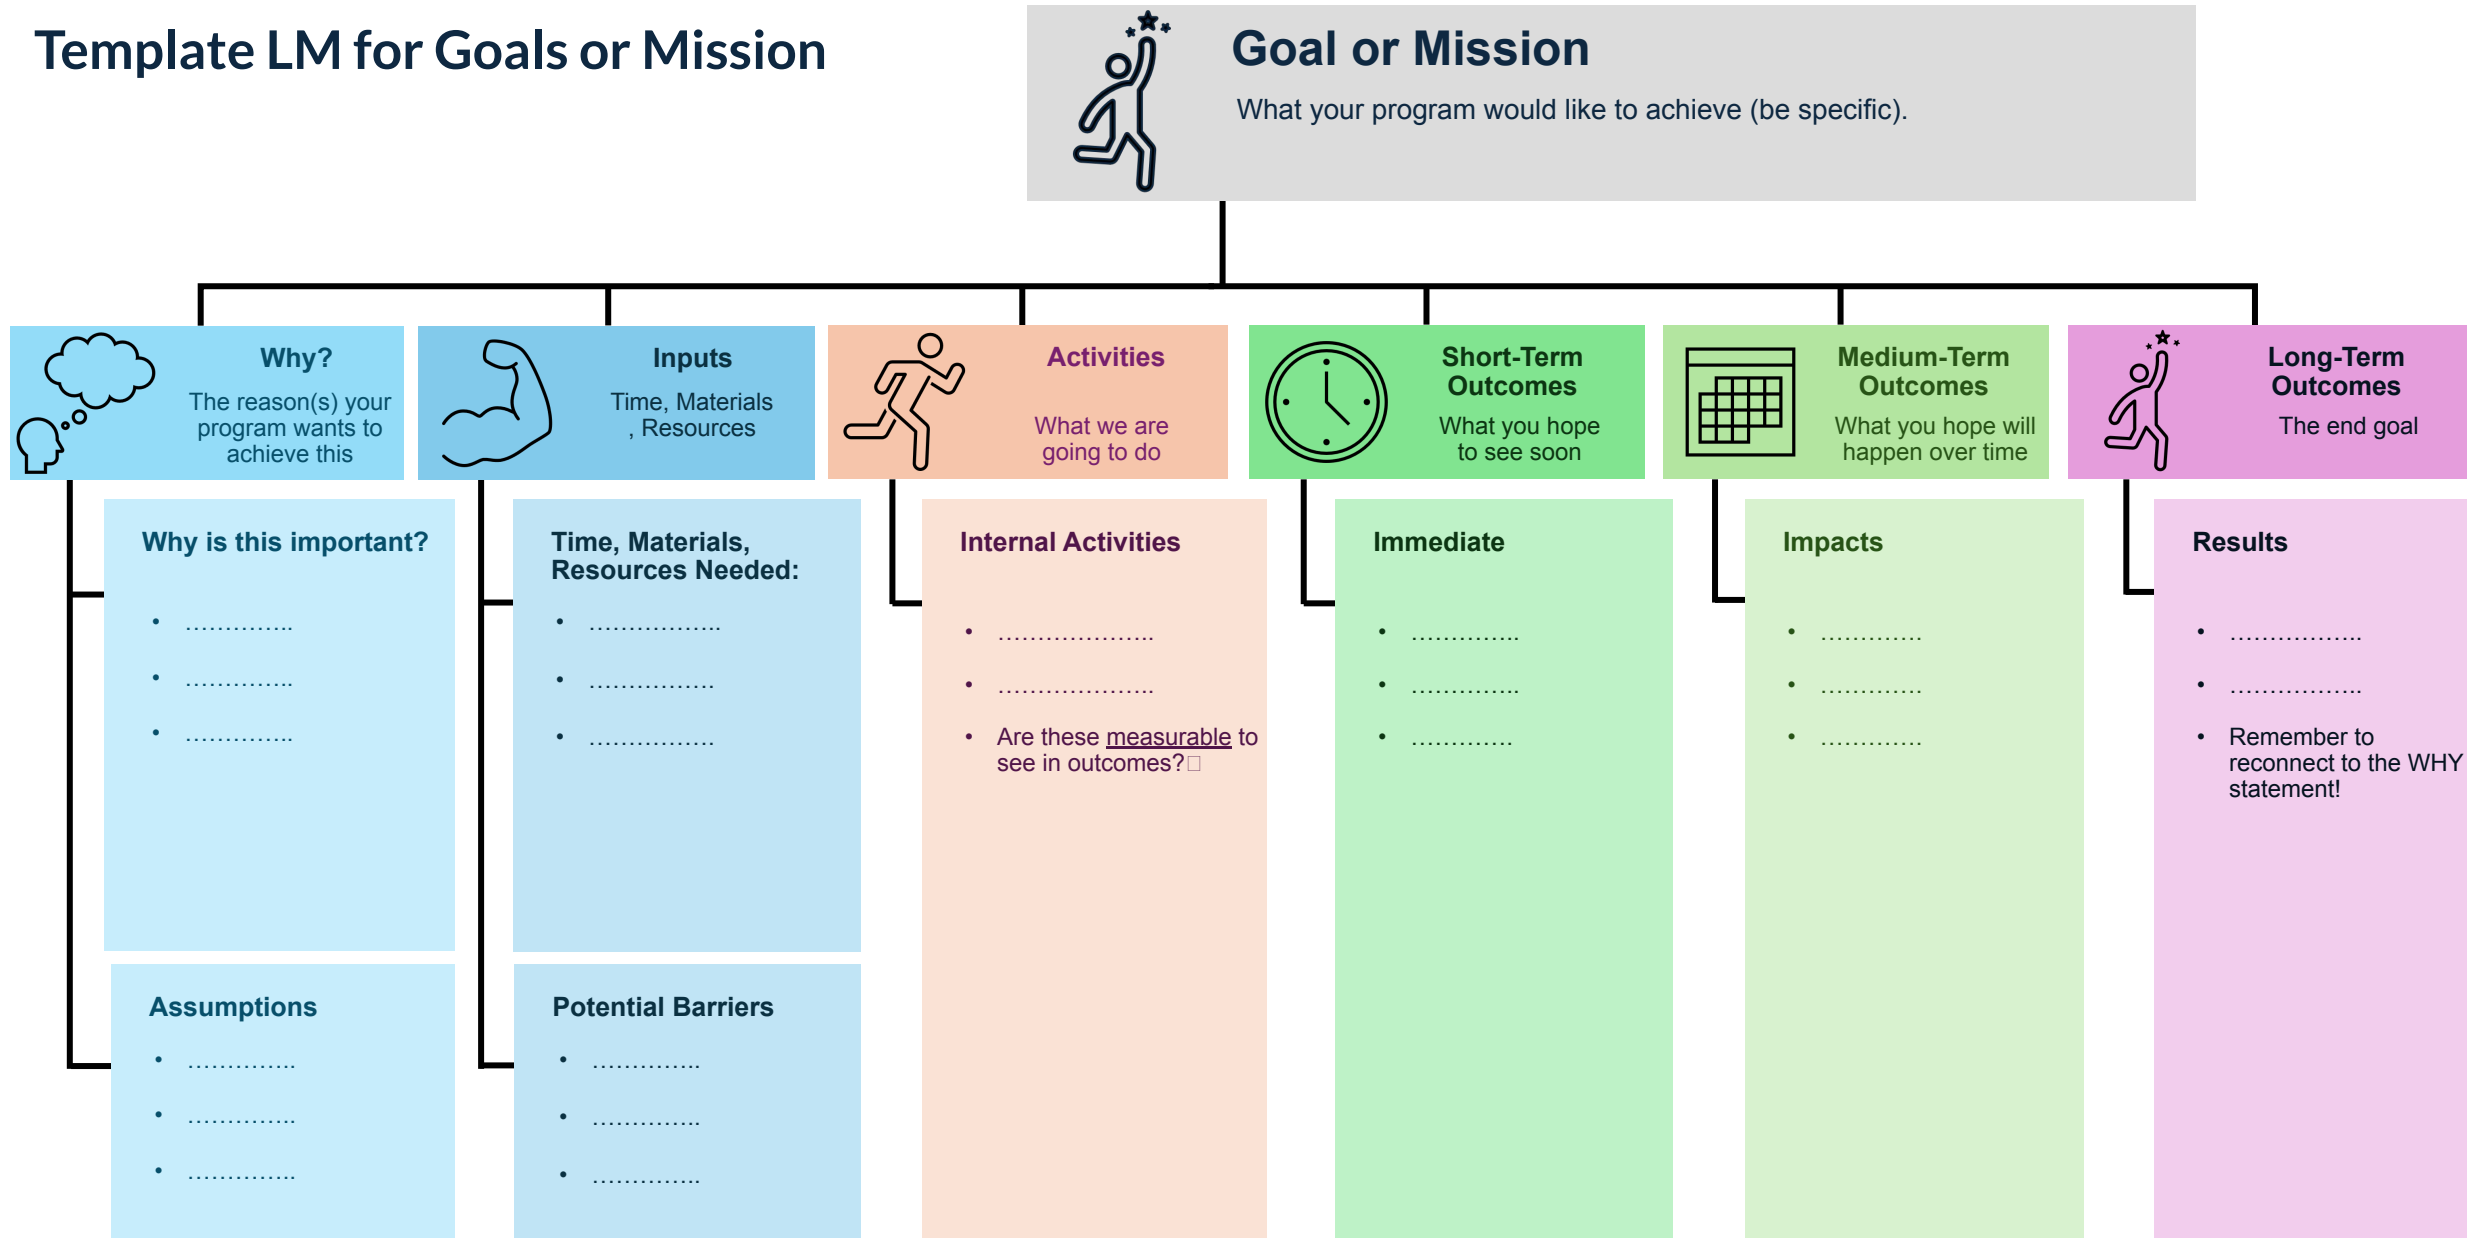 Template LM for Goals or Mission
Goal or Mission
What your program would like to achieve (be specific).
Why?
The reason(s) your
program wants to
achieve this
Inputs
Time, Materials
, Resources
Activities
What we are
going to do
Short-Term
Outcomes
What you hope
to see soon
Medium-Term
Outcomes
What you hope will
happen over time
Long-Term
Outcomes
The end goal
Why is this important?
• …………..
• …………..
• …………..
Assumptions
• …………..
• …………..
• …………..
Time, Materials,
Resources Needed:
• ……………..
• …………….
• …………….
Potential Barriers
• …………..
• …………..
• …………..
Internal Activities
• ………………..
• ………………..
• Are these measurable to
see in outcomes?□
Immediate
• …………..
• …………..
• ………….
Impacts
• ………….
• ………….
• ………….
Results
• ……………..
• ……………..
• Remember to
reconnect to the WHY
statement!